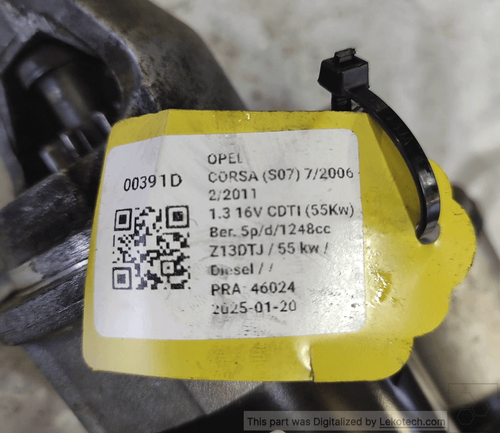 00391D
OPEL
CORSA (S07) 7/2006
2/2011
1.3 16V CDTI (55Kw)
Ber. 5p/d/1248cc
Z13DTJ / 55 kw /
Diesel / /
PRA: 46024
2025-01-20
This part was Digitalized by Lekotech.com